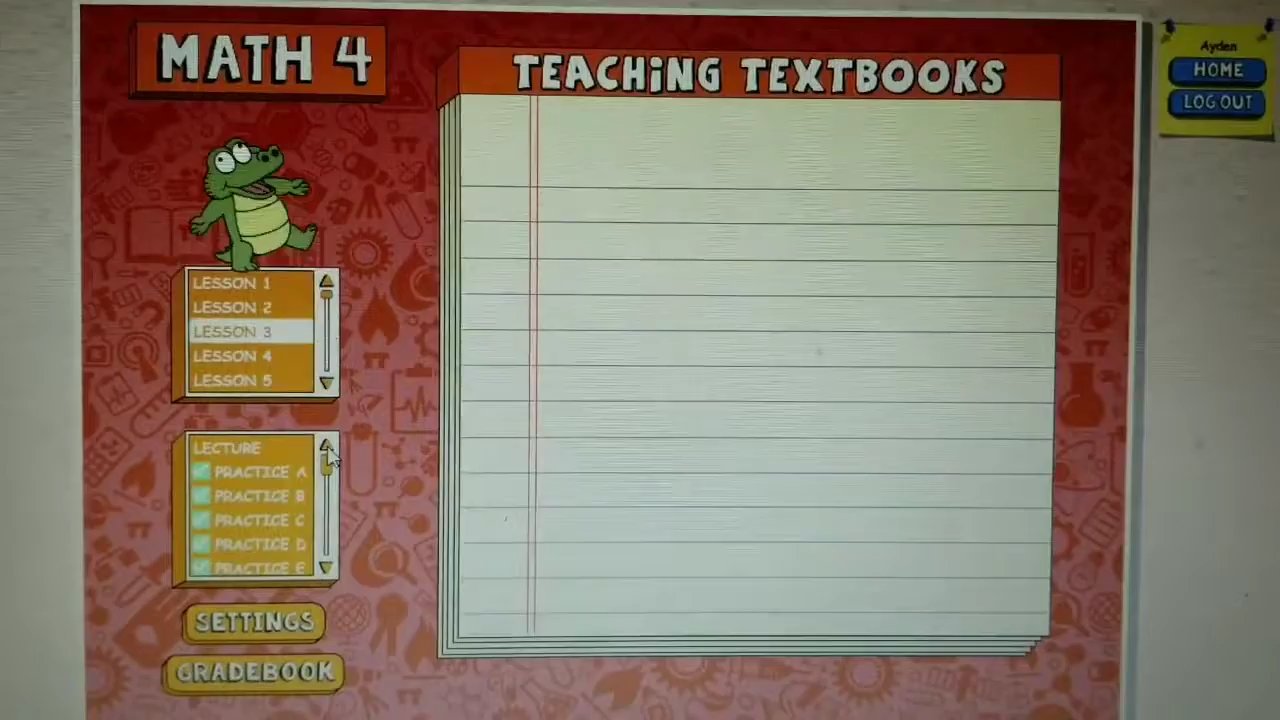 MATH 4
TEACHING TEXTBOOKS
Ayden
HOME
LOG OUT
LESSON 1
LESSON 2
LESSON 3
LESSON 4
LESSON 5
LECTURE
PRACTICE A
PRACTICE B
PRACTICE C
PRACTICE D
PRACTICE E
SETTINGS
GRADEBOOK